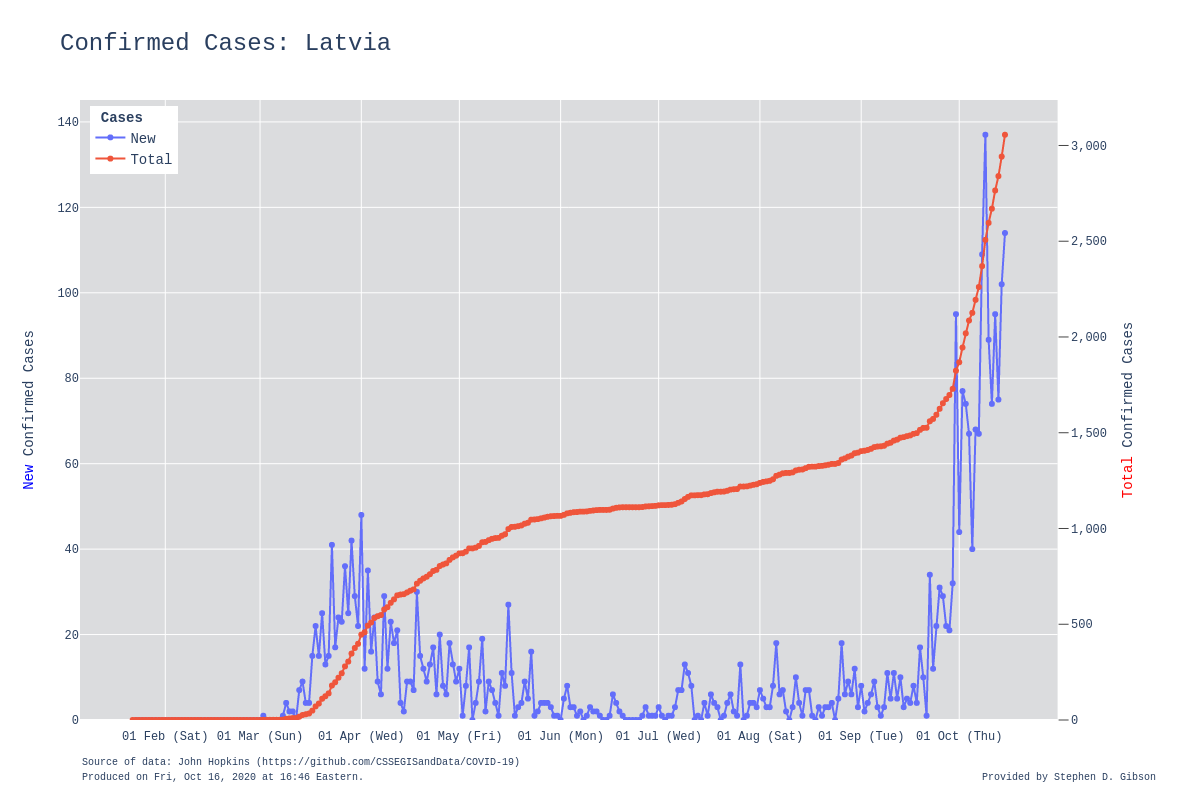 Confirmed Cases: Latvia
Cases
New
Total
140
120
100
80
60
40
20
0
3,000
2,500
2,000
1,500
1,000
500
0
New Confirmed Cases
Total Confirmed Cases
01 Feb (Sat) 01 Mar (Sun) 01 Apr (Wed) 01 May (Fri) 01 Jun (Mon) 01 Jul (Wed) 01 Aug (Sat) 01 Sep (Tue) 01 Oct (Thu)
Source of data: John Hopkins (https://github.com/CSSEGISandData/COVID-19)
Produced on Fri, Oct 16, 2020 at 16:46 Eastern.
Provided by Stephen D. Gibson